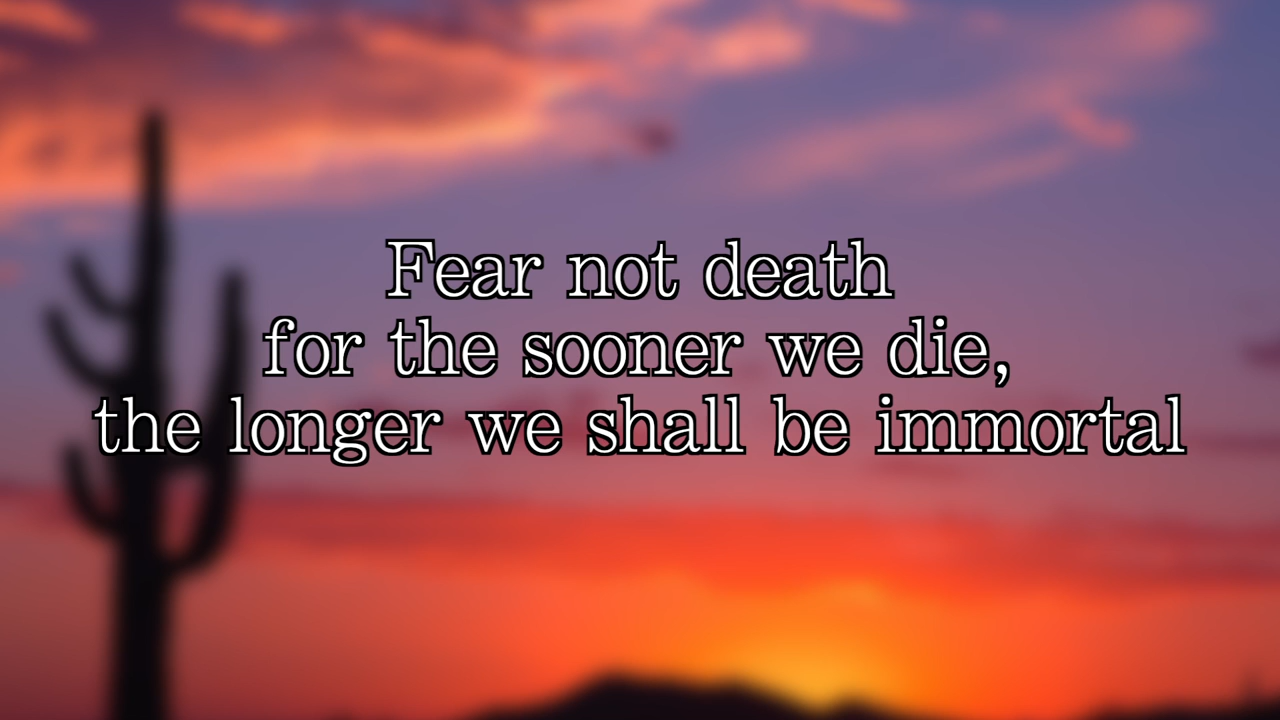 Fear not death
for the sooner we die,
the longer we shall be immortal